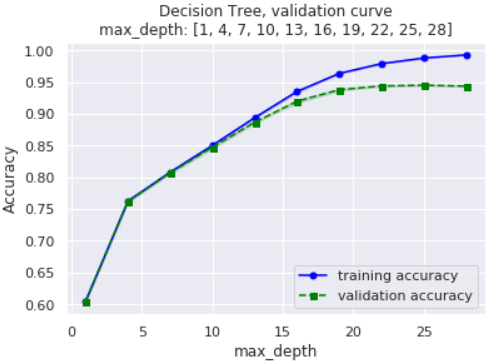 Decision Tree, validation curve
max_depth: [1, 4, 7, 10, 13, 16, 19, 22, 25, 28]
1.00
0.95
0.90
0.85
0.80
0.75
0.70
0.65
0.60
Accuracy
training accuracy
validation accuracy
0 5 10 15 20 25
max_depth